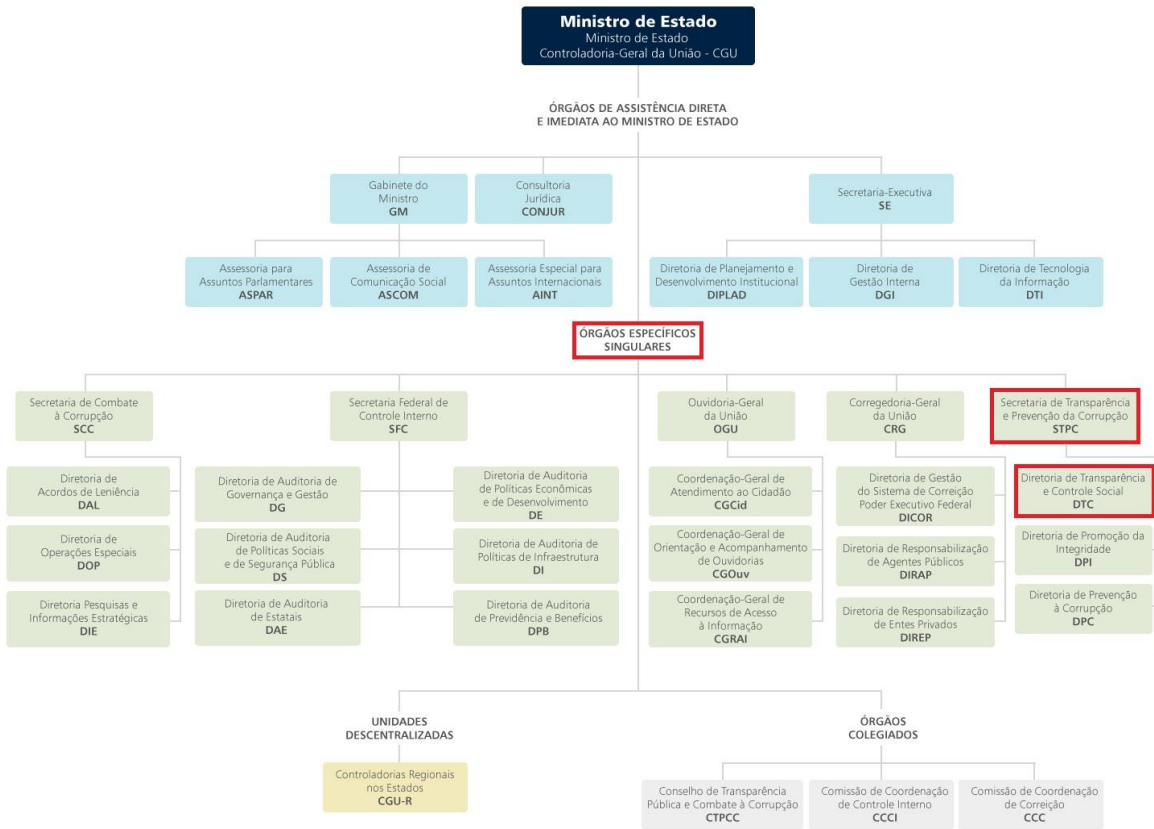 Ministro de Estado
Ministro de Estado
Controladoria-Geral da União - CGU
ÓRGÃOS DE ASSISTÊNCIA DIRETA
E IMEDIATA AO MINISTRO DE ESTADO
Gabinete do
Ministro
GM
Consultoria
Jurídica
CONJUR
Secretaria-Executiva
SE
Assessoria para
Assuntos Parlamentares
ASPAR
Assessoria de
Comunicação Social
ASCOM
Assessoria Especial para
Assuntos Internacionais
AINT
Diretoria de Planejamento e
Desenvolvimento Institucional
DIPLAD
Diretoria de
Gestão Interna
DGI
Diretoria de Tecnologia
da Informação
DTI
ÓRGÃOS ESPECÍFICOS
SINGULARES
Secretaria de Combate
à Corrupção
SCC
Secretaria Federal de
Controle Interno
SFC
Ouvidoria-Geral
da União
OGU
Corregedoria-Geral
da União
CRG
Secretaria de Transparência
e Prevenção da Corrupção
STPC
Diretoria de
Acordos de Leniência
DAL
Diretoria de
Operações Especiais
DOP
Diretoria Pesquisas e
Informações Estratégicas
DIE
Diretoria de Auditoria de
Governança e Gestão
DG
Diretoria de Auditoria
de Políticas Sociais
e de Segurança Pública
DS
Diretoria de Auditoria
de Estatais
DAE
Diretoria de Auditoria
de Políticas Econômicas
e de Desenvolvimento
DE
Diretoria de Auditoria de
Políticas de Infraestrutura
DI
Diretoria de Auditoria
de Previdência e Benefícios
DPB
Coordenação-Geral de
Atendimento ao Cidadão
CGCid
Coordenação-Geral de
Orientação e Acompanhamento
de Ouvidorias
CGOuv
Coordenação-Geral de
Recursos de Acesso
à Informação
CGRAI
Diretoria de Gestão
do Sistema de Correição
Poder Executivo Federal
DICOR
Diretoria de Responsabilização
de Agentes Públicos
DIRAP
Diretoria de Responsabilização
de Entes Privados
DIREP
Diretoria de Transparência
e Controle Social
DTC
Diretoria de Promoção da
Integridade
DPI
Diretoria de Prevenção
à Corrupção
DPC
UNIDADES
DESCENTRALIZADAS
Controladorias Regionais
nos Estados
CGU-R
ÓRGÃOS
COLEGIADOS
Conselho de Transparência
Pública e Combate à Corrupção
CTPCC
Comissão de Coordenação
de Controle Interno
CCCI
Comissão de Coordenação
de Correição
CCC